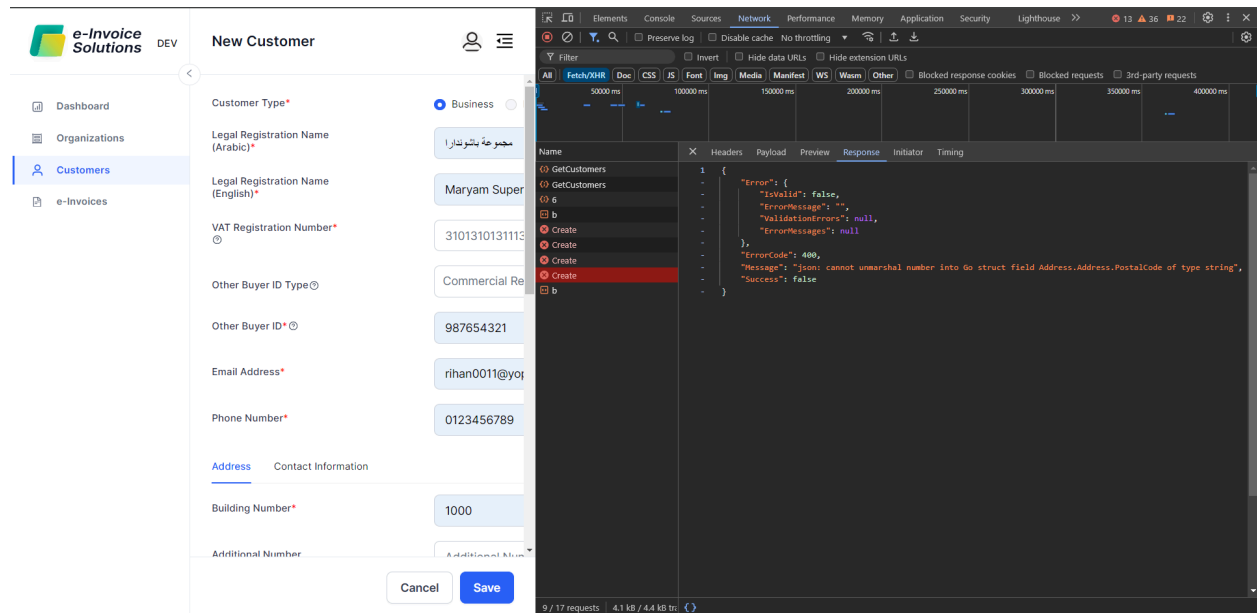 e-Invoice
Solutions DEV
Dashboard
Organizations
Customers
e-Invoices
New Customer
Customer Type*
Business
Legal Registration Name
(Arabic)*
مجموعة باشوندارا
Legal Registration Name
(English)*
Maryam Super
VAT Registration Number*
3101310131113
Other Buyer ID Type
Commercial Re
Other Buyer ID*
987654321
Email Address*
rihan0011@yop
Phone Number*
0123456789
Address Contact Information
Building Number*
1000
Additional Number
Additional Num
Cancel Save
Elements Console Sources Network Performance Memory Application Security Lighthouse 13 36 22
Preserve log Disable cache No throttling
Filter Invert Hide data URLs Hide extension URLs
All Fetch/XHR Doc CSS JS Font Img Media Manifest WS Wasm Other Blocked response cookies Blocked requests 3rd-party requests
50000 ms 100000 ms 150000 ms 200000 ms 250000 ms 300000 ms 350000 ms 400000 ms
Name
GetCustomers
GetCustomers
6
b
Create
Create
Create
Create
b
Headers Payload Preview Response Initiator Timing
1 {
- "Error": {
- "IsValid": false,
- "ErrorMessage": "",
- "ValidationErrors": null,
- "ErrorMessages": null
- },
- "ErrorCode": 400,
- "Message": "json: cannot unmarshal number into Go struct field Address.Address.PostalCode of type string",
- "Success": false
- }
9 / 17 requests 4.1 kB / 4.4 kB tra { }